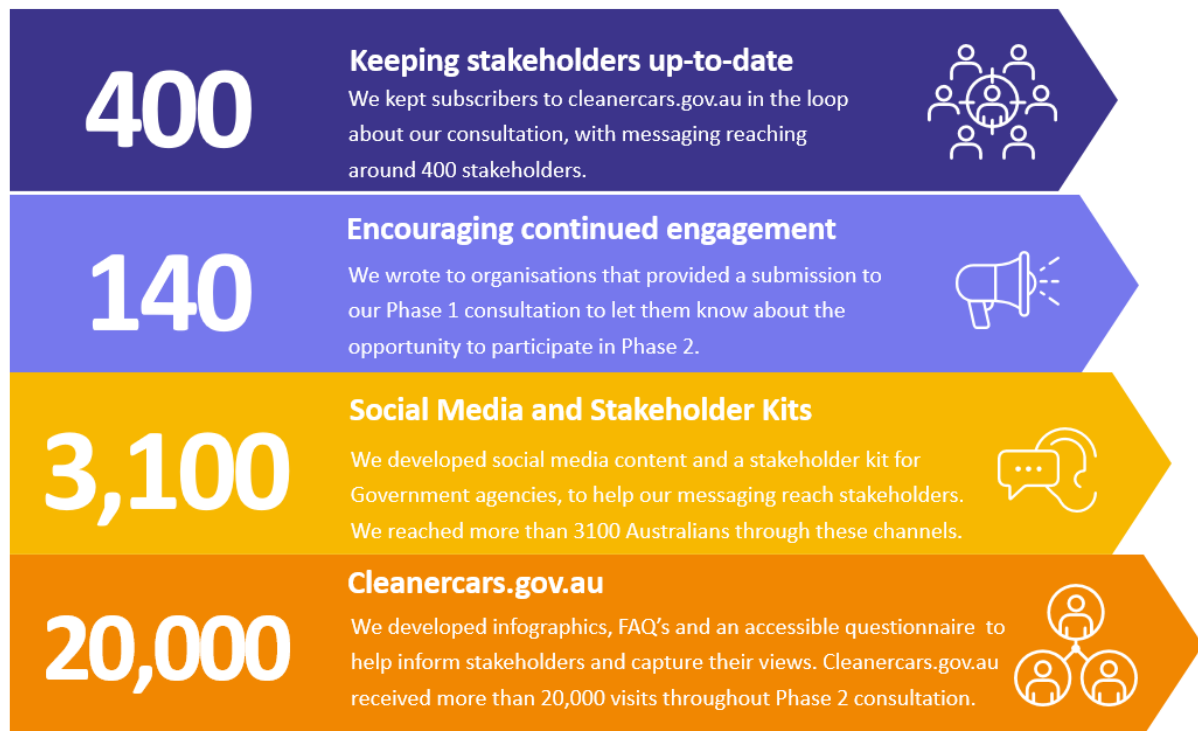 400
Keeping stakeholders up-to-date
We kept subscribers to cleanercars.gov.au in the loop
about our consultation, with messaging reaching
around 400 stakeholders.
140
Encouraging continued engagement
We wrote to organisations that provided a submission to
our Phase 1 consultation to let them know about the
opportunity to participate in Phase 2.
3,100
Social Media and Stakeholder Kits
We developed social media content and a stakeholder kit for
Government agencies, to help our messaging reach stakeholders.
We reached more than 3100 Australians through these channels.
20,000
Cleanercars.gov.au
We developed infographics, FAQ's and an accessible questionnaire to
help inform stakeholders and capture their views. Cleanercars.gov.au
received more than 20,000 visits throughout Phase 2 consultation.